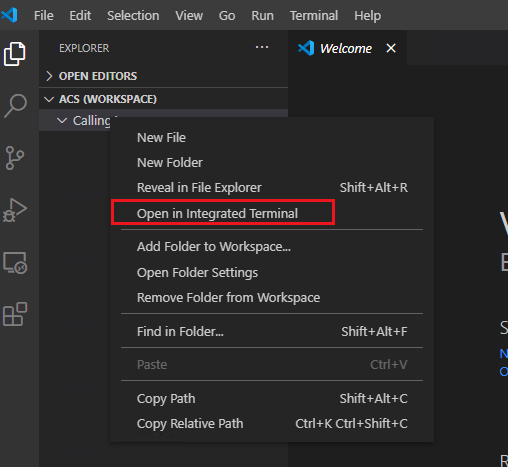 File Edit Selection View Go Run Terminal Help
EXPLORER ...
Welcome
OPEN EDITORS
ACS (WORKSPACE)
New File
New Folder
Reveal in File Explorer Shift+Alt+R
Open in Integrated Terminal
Add Folder to Workspace...
Open Folder Settings
Remove Folder from Workspace
Find in Folder... Shift+Alt+F
Paste Ctrl+V
Copy Path Shift+Alt+C
Copy Relative Path Ctrl+K Ctrl+Shift+C